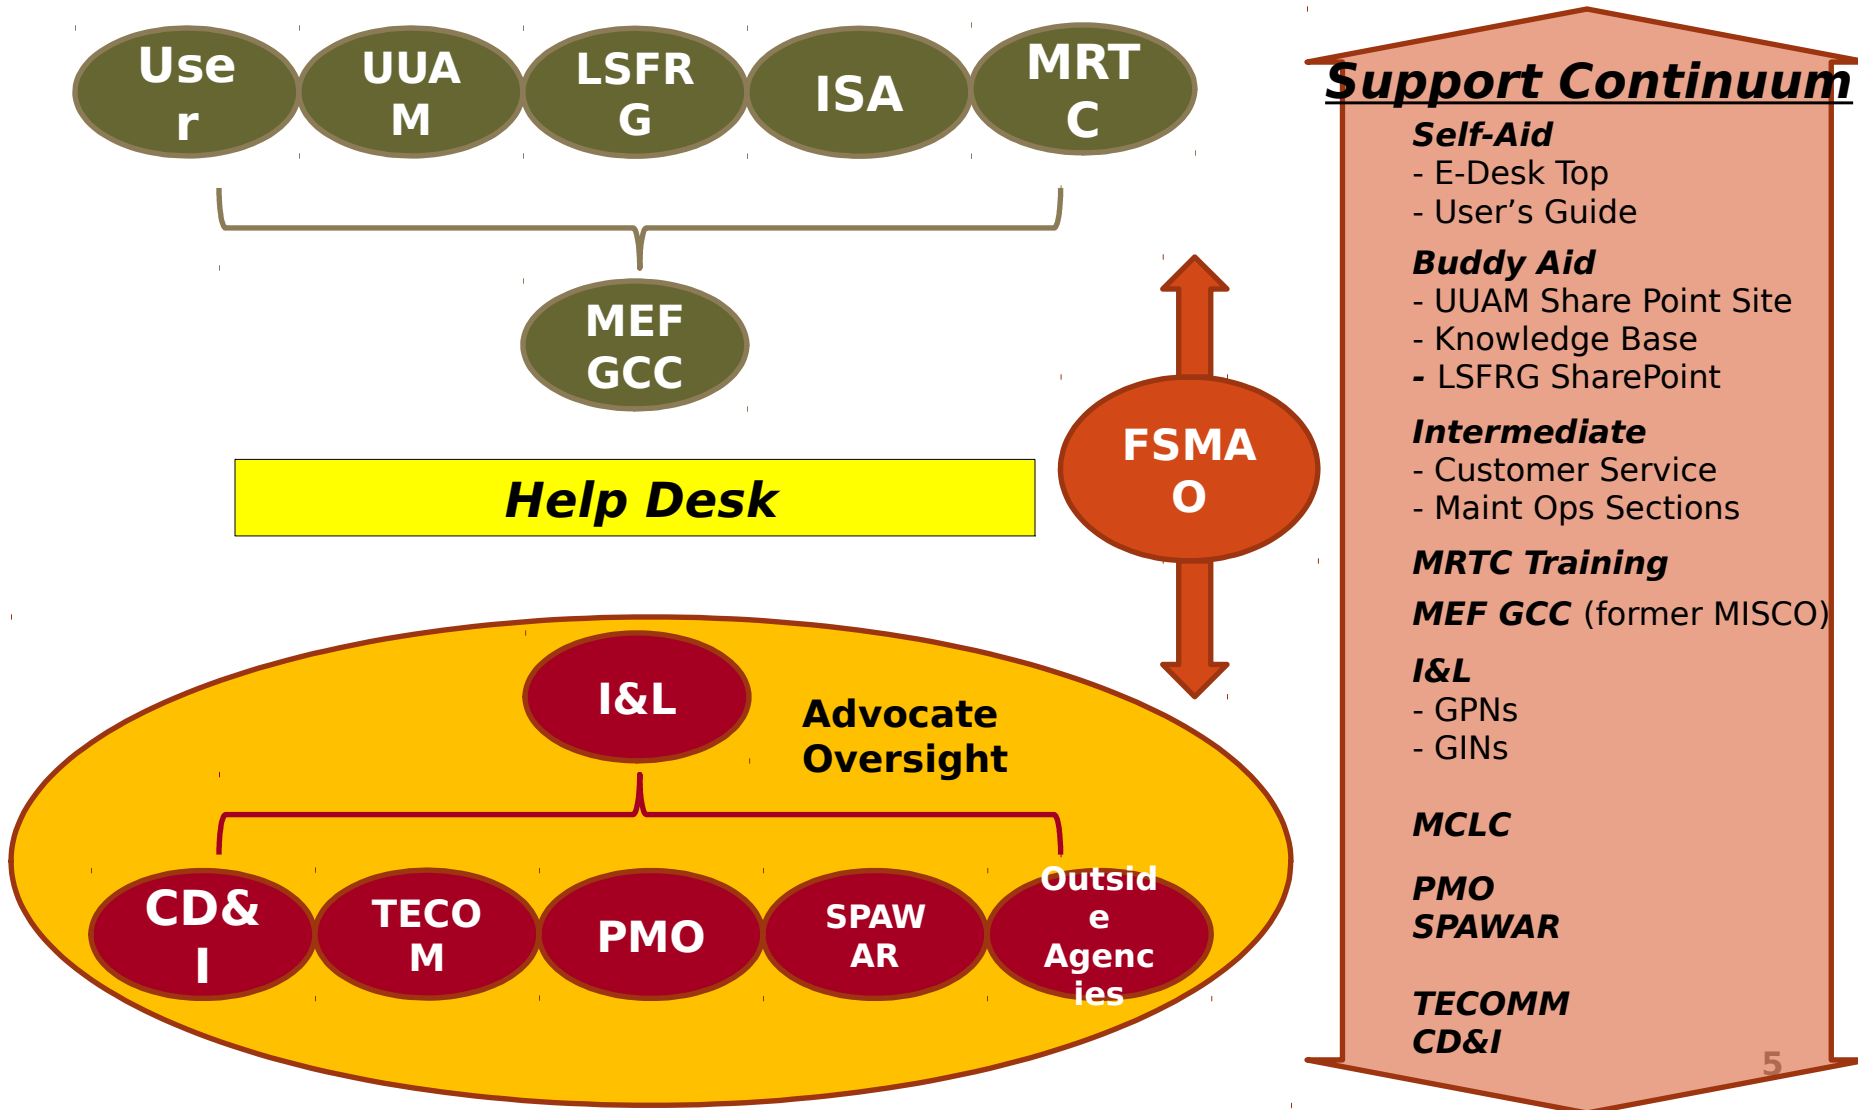 Use
r
UUA
M
LSFR
G
ISA
MRT
C
MEF
GCC
Help Desk
FSMA
O
I&L
Advocate
Oversight
CD&
I
TECO
M
PMO
SPAW
AR
Outsid
e
Agenc
ies
Support Continuum
Self-Aid
- E-Desk Top
- User’s Guide
Buddy Aid
- UUAM Share Point Site
- Knowledge Base
- LSFRG SharePoint
Intermediate
- Customer Service
- Maint Ops Sections
MRTC Training
MEF GCC (former MISCO)
I&L
- GPNs
- GINs
MCLC
PMO
SPAWAR
TECOMM
CD&I
5